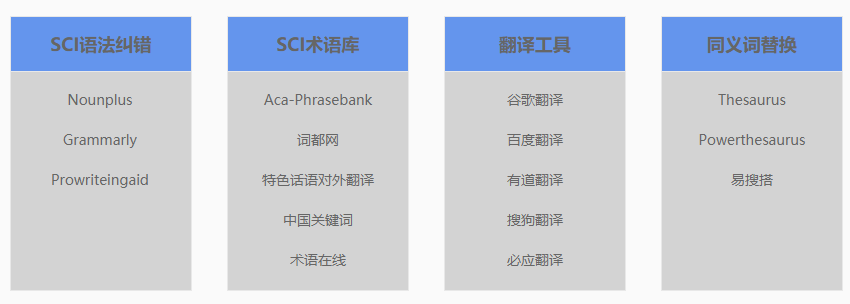 SCI语法纠错
Nounplus
Grammarly
Prowriteingaid
SCI术语库
Aca-Phrasebank
词都网
特色话语对外翻译
中国关键词
术语在线
翻译工具
谷歌翻译
百度翻译
有道翻译
搜狗翻译
必应翻译
同义词替换
Thesaurus
Powerthesaurus
易搜搭